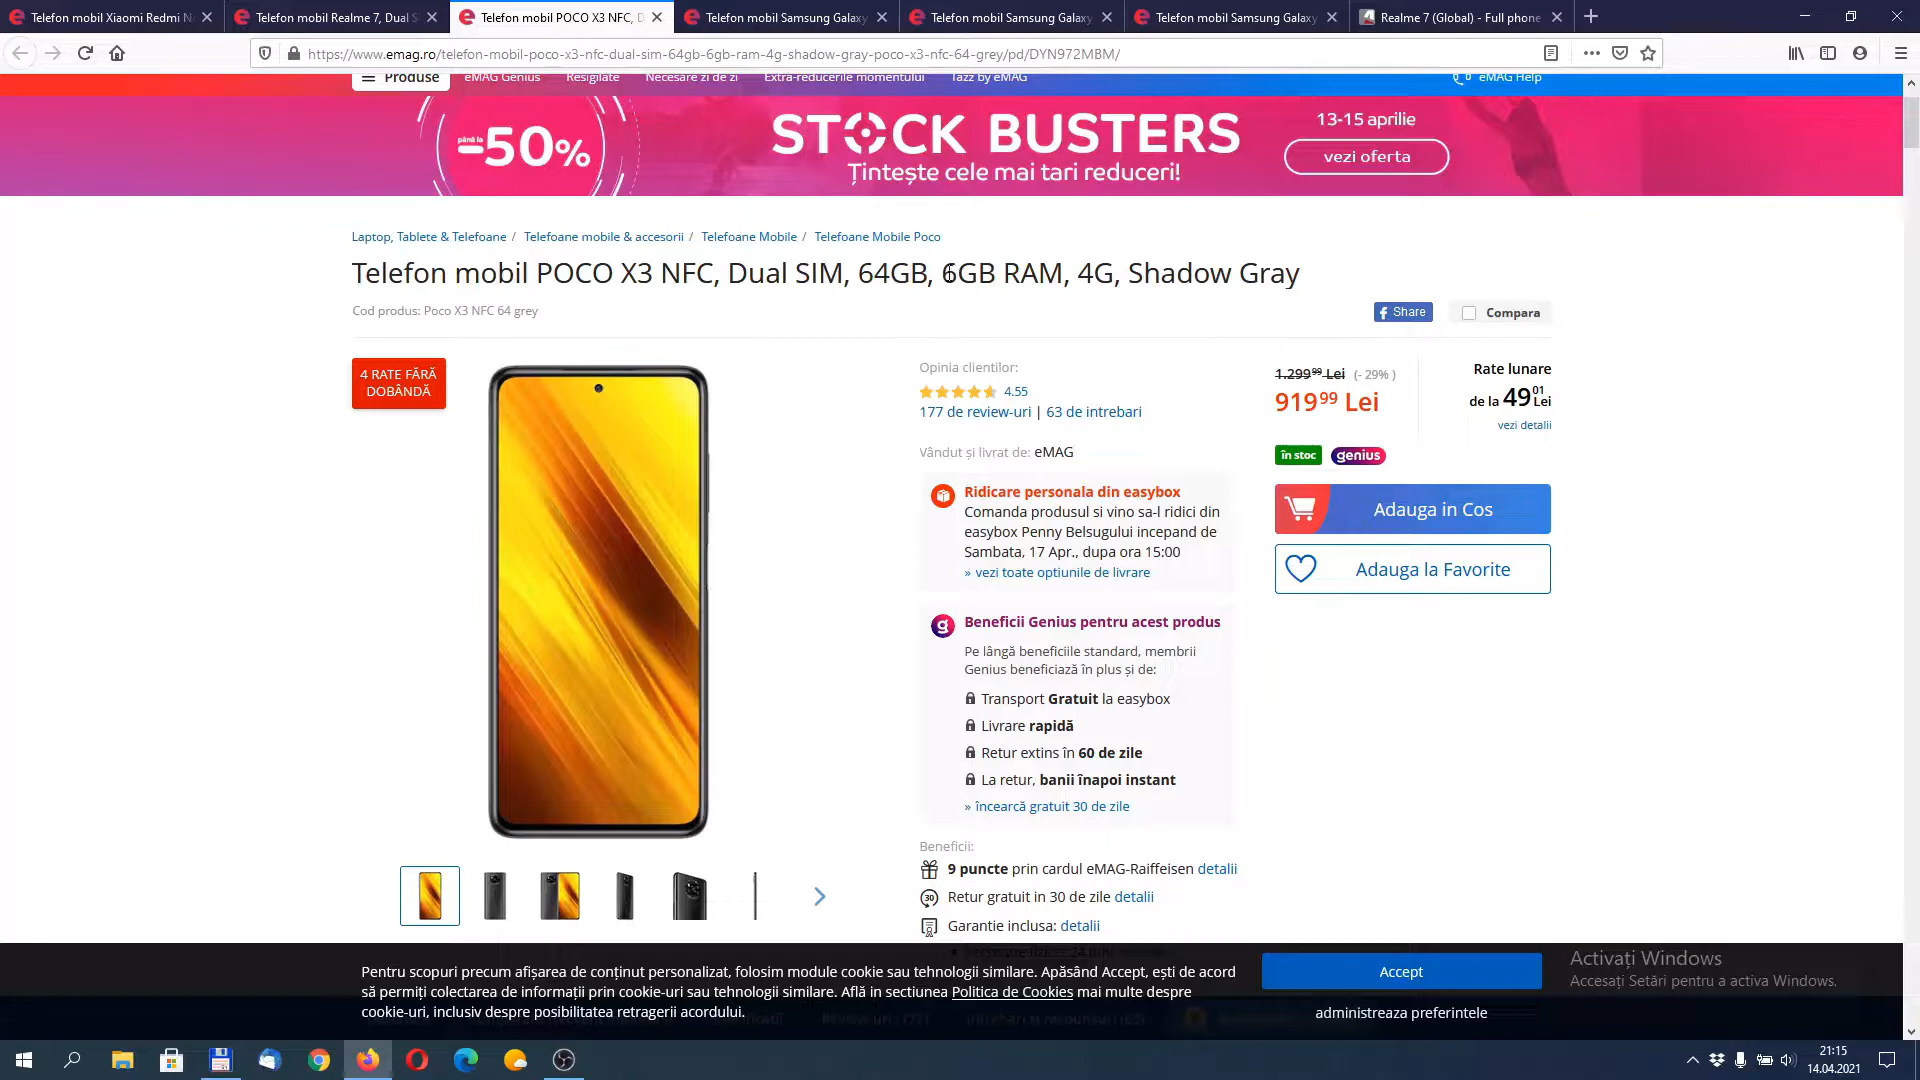 Telefon mobil Xiaomi Redmi N
Telefon mobil Realme 7, Dual S
Telefon mobil POCO X3 NFC, D
Telefon mobil Samsung Galaxy
Telefon mobil Samsung Galaxy
Telefon mobil Samsung Galaxy
Realme 7 (Global) - Full phone
https://www.emag.ro/telefon-mobil-poco-x3-nfc-dual-sim-64gb-6gb-ram-4g-shadow-gray-poco-x3-nfc-64-grey/pd/DYN972MBM/
Produse
eMAG Genius
Resigilate
Necesare zi de zi
Extra-reducerile momentului
Tazz by eMAG
eMAG Help
până la
-50%
STOCK BUSTERS
Țintește cele mai tari reduceri!
13-15 aprilie
vezi oferta
Laptop, Tablete & Telefoane / Telefoane mobile & accesorii / Telefoane Mobile / Telefoane Mobile Poco
Telefon mobil POCO X3 NFC, Dual SIM, 64GB, 6GB RAM, 4G, Shadow Gray
Cod produs: Poco X3 NFC 64 grey
Share
Compara
4 RATE FĂRĂ
DOBÂNDĂ
Opinia clientilor:
4.55
177 de review-uri | 63 de intrebari
Vândut și livrat de: eMAG
Ridicare personala din easybox
Comanda produsul si vino sa-l ridici din
easybox Penny Belsugului incepand de
Sambata, 17 Apr., dupa ora 15:00
» vezi toate optiunile de livrare
Beneficii Genius pentru acest produs
Pe lângă beneficiile standard, membrii
Genius beneficiază în plus și de:
Transport Gratuit la easybox
Livrare rapidă
Retur extins în 60 de zile
La retur, banii înapoi instant
» încearcă gratuit 30 de zile
Beneficii:
9 puncte prin cardul eMAG-Raiffeisen detalii
Retur gratuit in 30 de zile detalii
Garantie inclusa: detalii
1.299⁹⁹ Lei (- 29% )
919⁹⁹ Lei
în stoc
genius
Rate lunare
de la 49⁰¹ Lei
vezi detalii
Adauga in Cos
Adauga la Favorite
Pentru scopuri precum afișarea de conținut personalizat, folosim module cookie sau tehnologii similare. Apăsând Accept, ești de acord
să permiți colectarea de informații prin cookie-uri sau tehnologii similare. Află in sectiunea Politica de Cookies mai multe despre
cookie-uri, inclusiv despre posibilitatea retragerii acordului.
Accept
administreaza preferintele
Activați Windows
Accesați Setări pentru a activa Windows.
21:15
14.04.2021